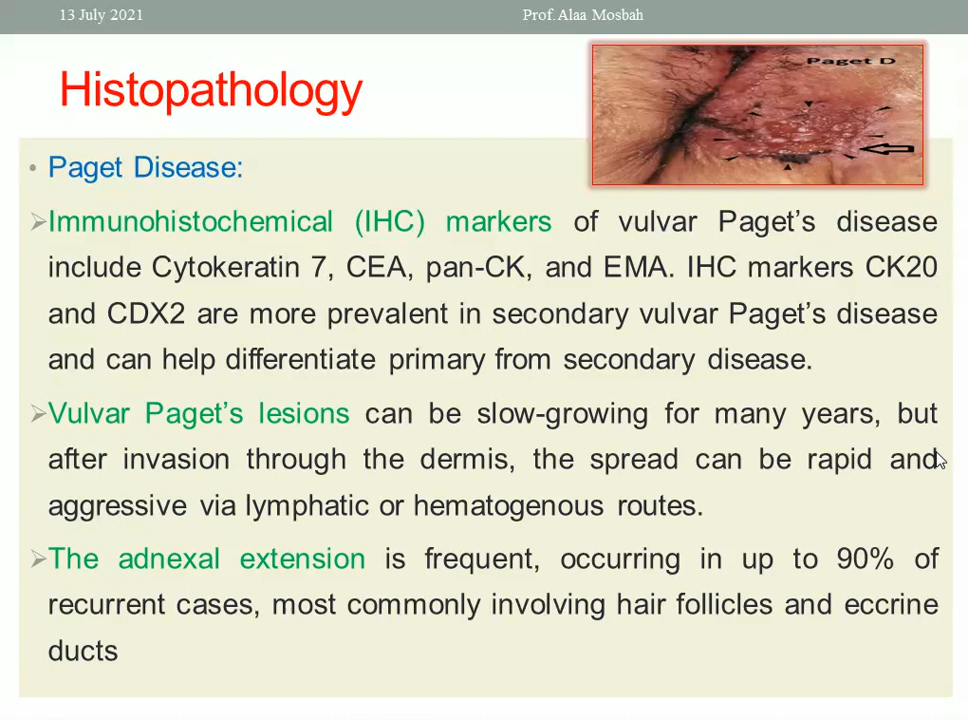 13 July 2021
Prof. Alaa Mosbah
Histopathology
Paget D
• Paget Disease:
➢Immunohistochemical (IHC) markers of vulvar Paget’s disease
include Cytokeratin 7, CEA, pan-CK, and EMA. IHC markers CK20
and CDX2 are more prevalent in secondary vulvar Paget’s disease
and can help differentiate primary from secondary disease.
➢Vulvar Paget’s lesions can be slow-growing for many years, but
after invasion through the dermis, the spread can be rapid and
aggressive via lymphatic or hematogenous routes.
➢The adnexal extension is frequent, occurring in up to 90% of
recurrent cases, most commonly involving hair follicles and eccrine
ducts